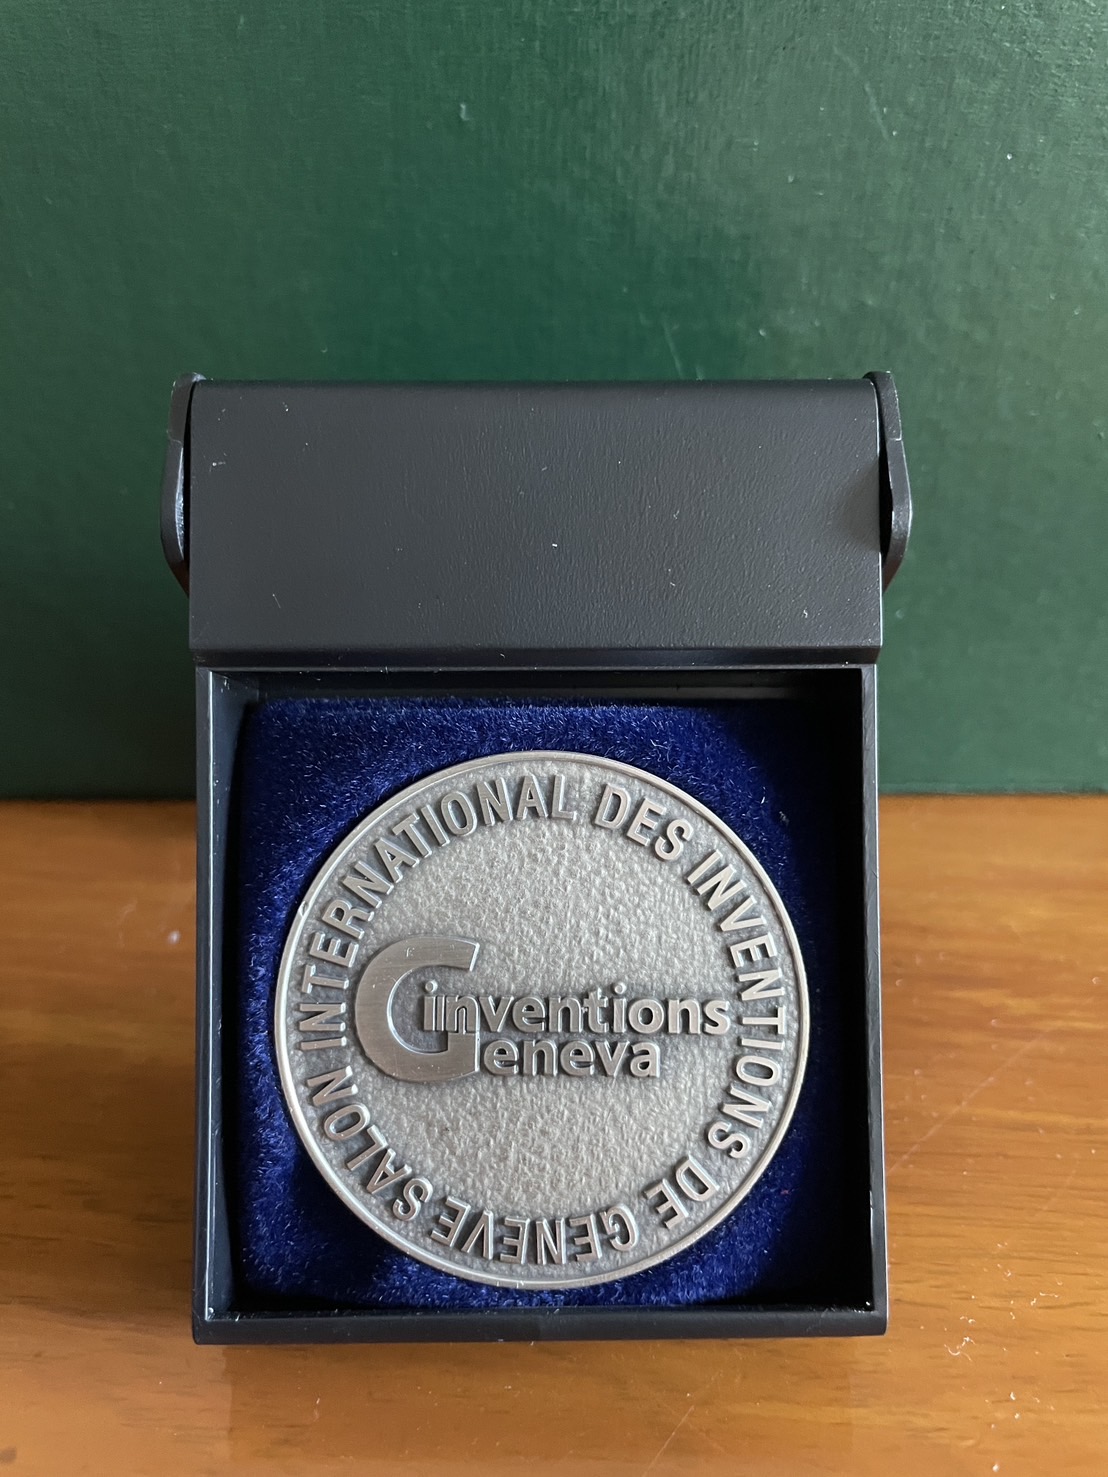 SALON INTERNATIONAL DES INVENTIONS DE GENEVE
inventions
Geneva